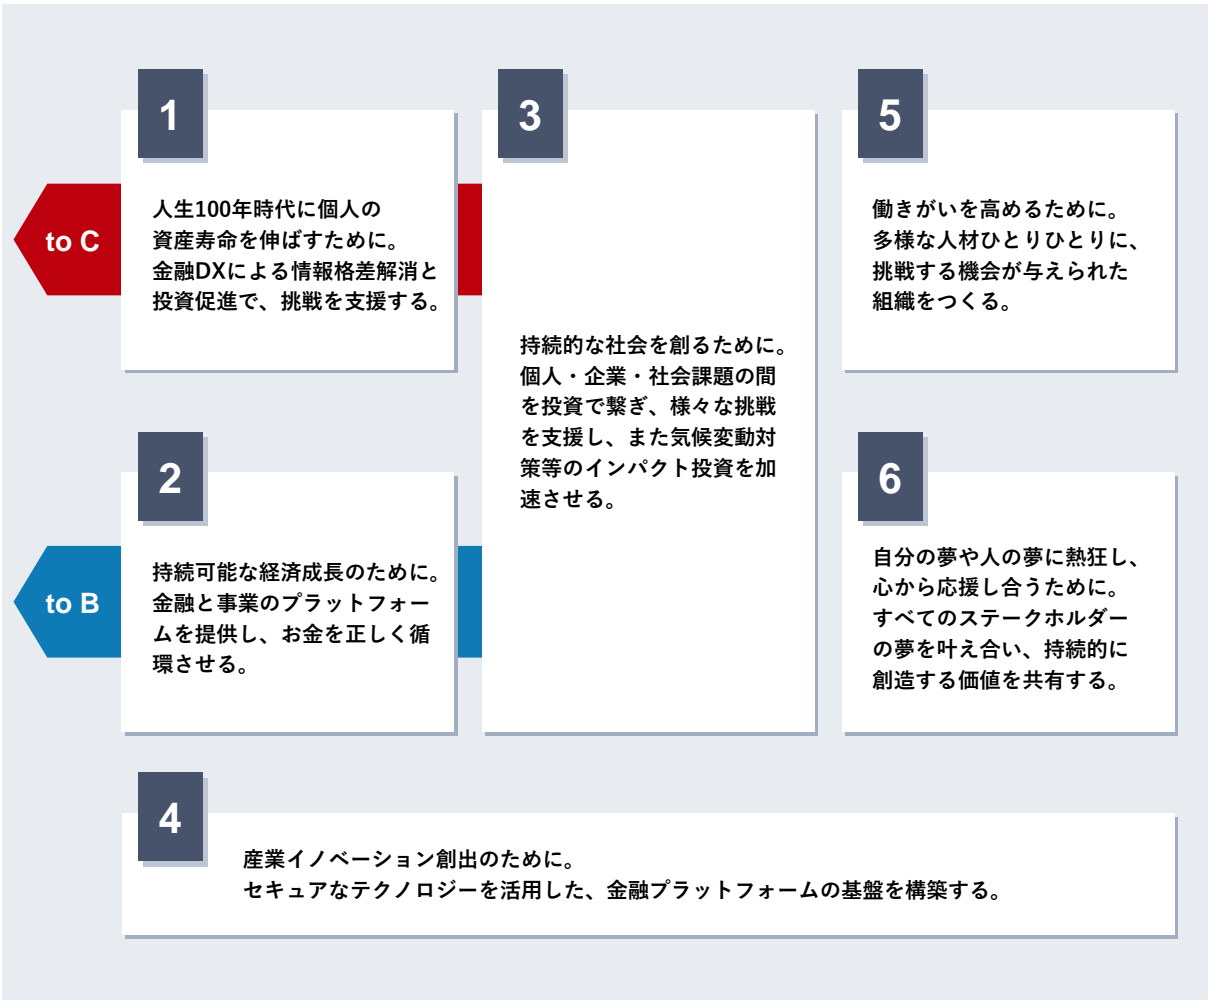 1
to C
人生100年時代に個人の
資産寿命を伸ばすために。
金融DXによる情報格差解消と
投資促進で、挑戦を支援する。
2
to B
持続可能な経済成長のために。
金融と事業のプラットフォー
ムを提供し、お金を正しく循
環させる。
3
持続的な社会を創るために。
個人・企業・社会課題の間
を投資で繋ぎ、様々な挑戦
を支援し、また気候変動対
策等のインパクト投資を加
速させる。
5
働きがいを高めるために。
多様な人材ひとりひとりに、
挑戦する機会が与えられた
組織をつくる。
6
自分の夢や人の夢に熱狂し、
心から応援し合うために。
すべてのステークホルダー
の夢を叶え合い、持続的に
創造する価値を共有する。
4
産業イノベーション創出のために。
セキュアなテクノロジーを活用した、金融プラットフォームの基盤を構築する。